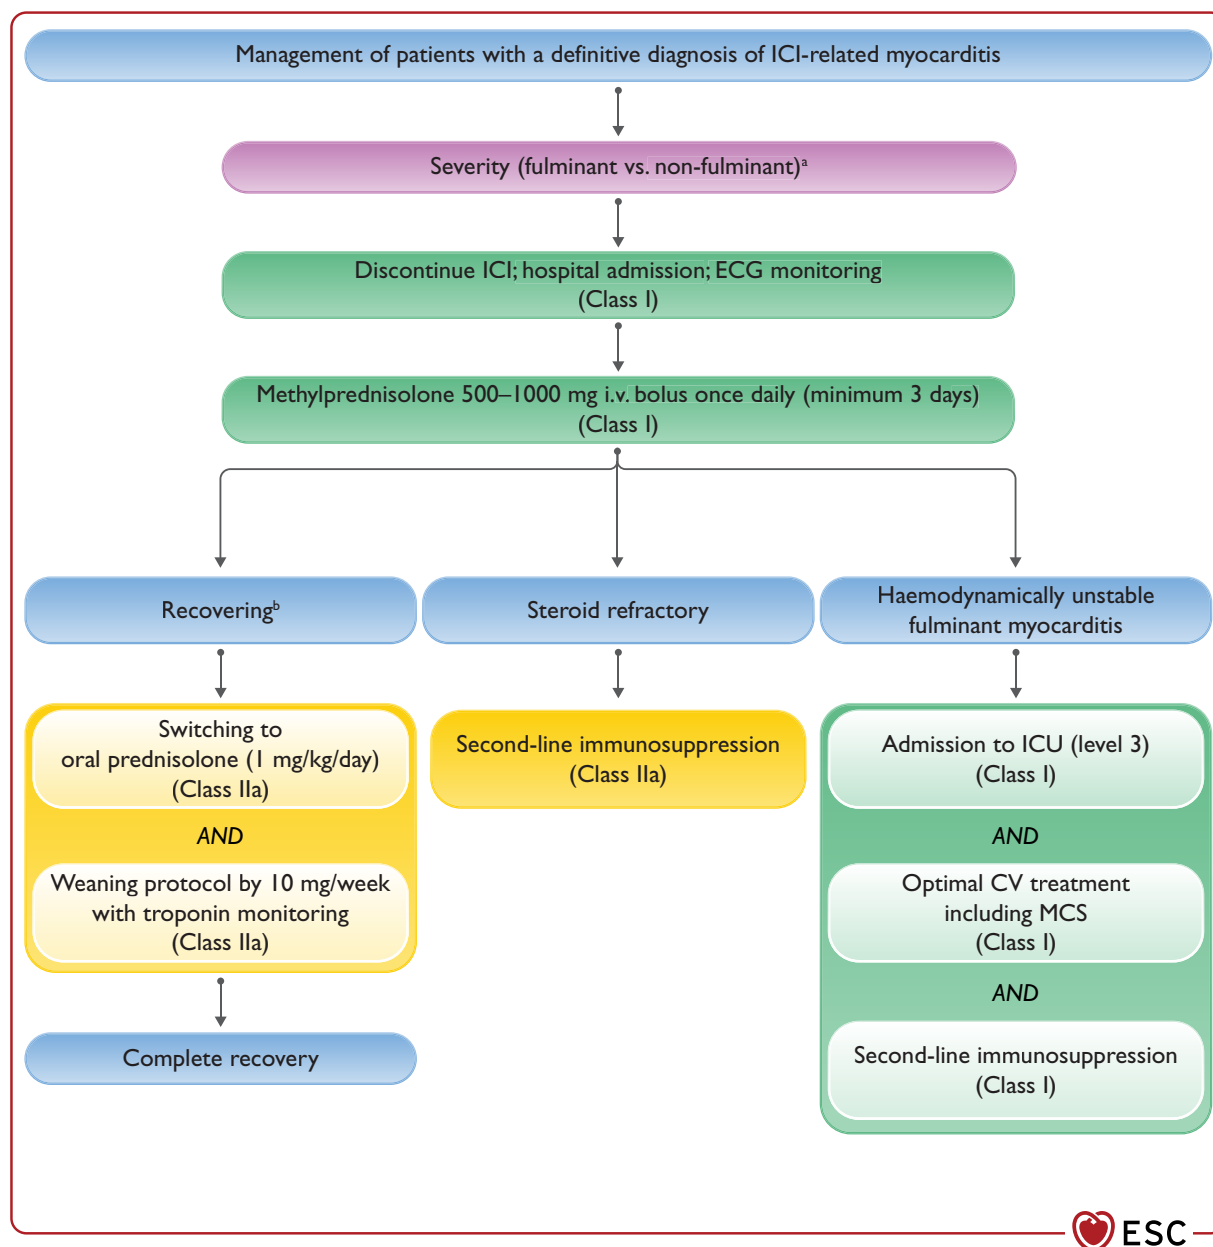 Management of patients with a definitive diagnosis of ICI-related myocarditis
Severity (fulminant vs. non-fulminant)ᵃ
Discontinue ICI; hospital admission; ECG monitoring
(Class I)
Methylprednisolone 500–1000 mg i.v. bolus once daily (minimum 3 days)
(Class I)
Recoveringᵇ
Steroid refractory
Haemodynamically unstable
fulminant myocarditis
Switching to
oral prednisolone (1 mg/kg/day)
(Class IIa)
AND
Weaning protocol by 10 mg/week
with troponin monitoring
(Class IIa)
Complete recovery
Second-line immunosuppression
(Class IIa)
Admission to ICU (level 3)
(Class I)
AND
Optimal CV treatment
including MCS
(Class I)
AND
Second-line immunosuppression
(Class I)
ESC